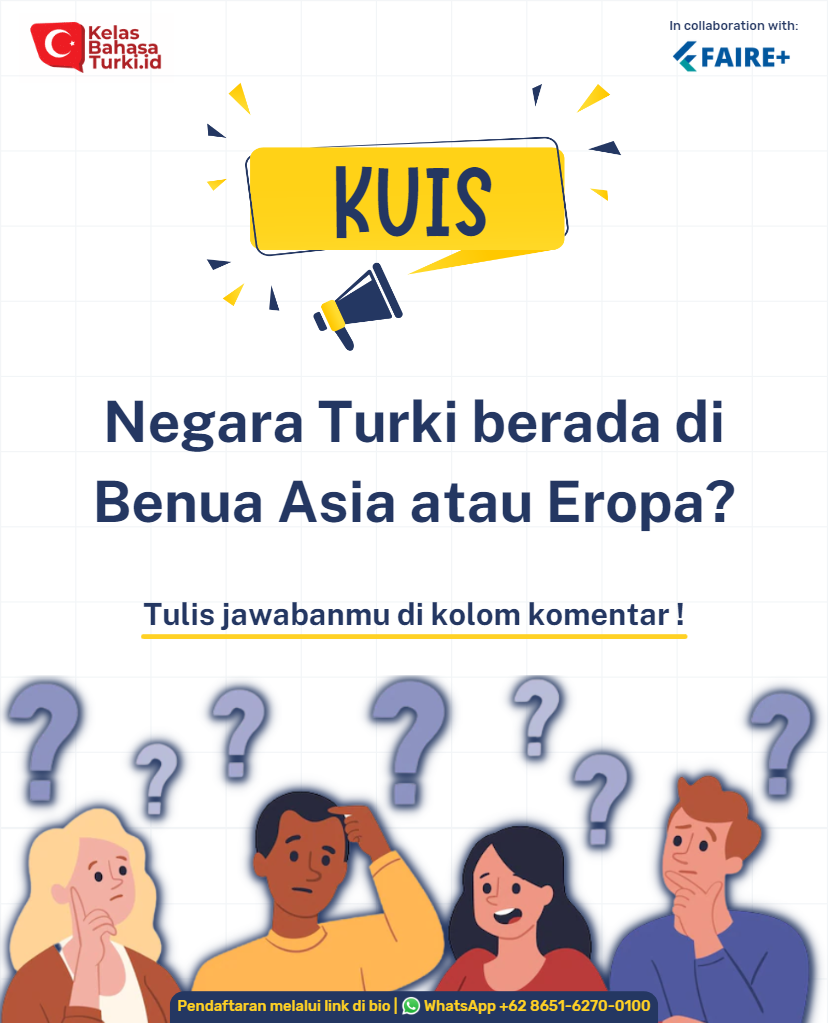 Kelas
Bahasa
Turki.id
In collaboration with:
FAIRE+
KUIS
Negara Turki berada di
Benua Asia atau Eropa?
Tulis jawabanmu di kolom komentar !
? ? ? ? ? ? ?
Pendaftaran melalui link di bio | WhatsApp +62 8651-6270-0100